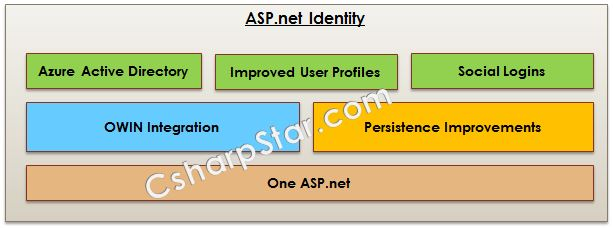 ASP.net Identity
Azure Active Directory
Improved User Profiles
Social Logins
OWIN Integration
Persistence Improvements
One ASP.net
CsharpStar.com